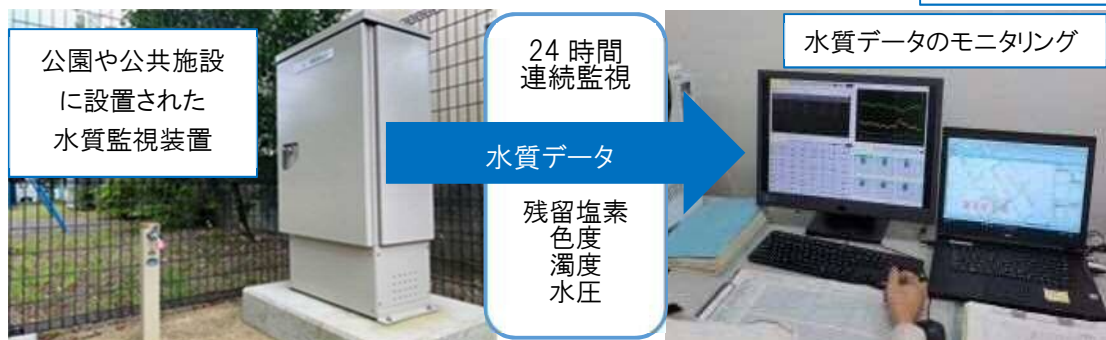 公園や公共施設
に設置された
水質監視装置
24時間
連続監視
水質データ
残留塩素
色度
濁度
水圧
水質データのモニタリング